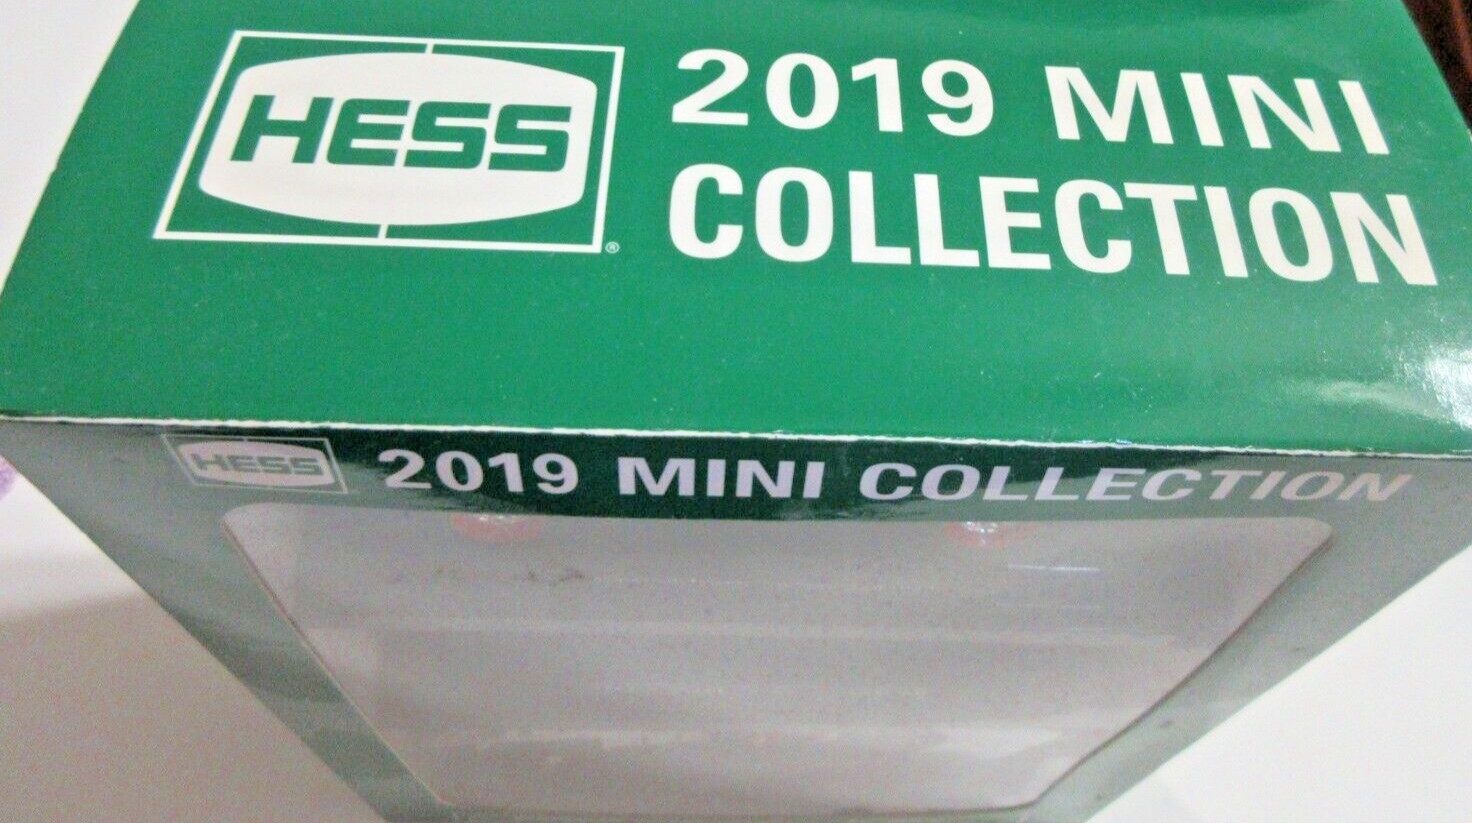 HESS®
2019 MINI
COLLECTION
HESS 2019 MINI COLLECTION